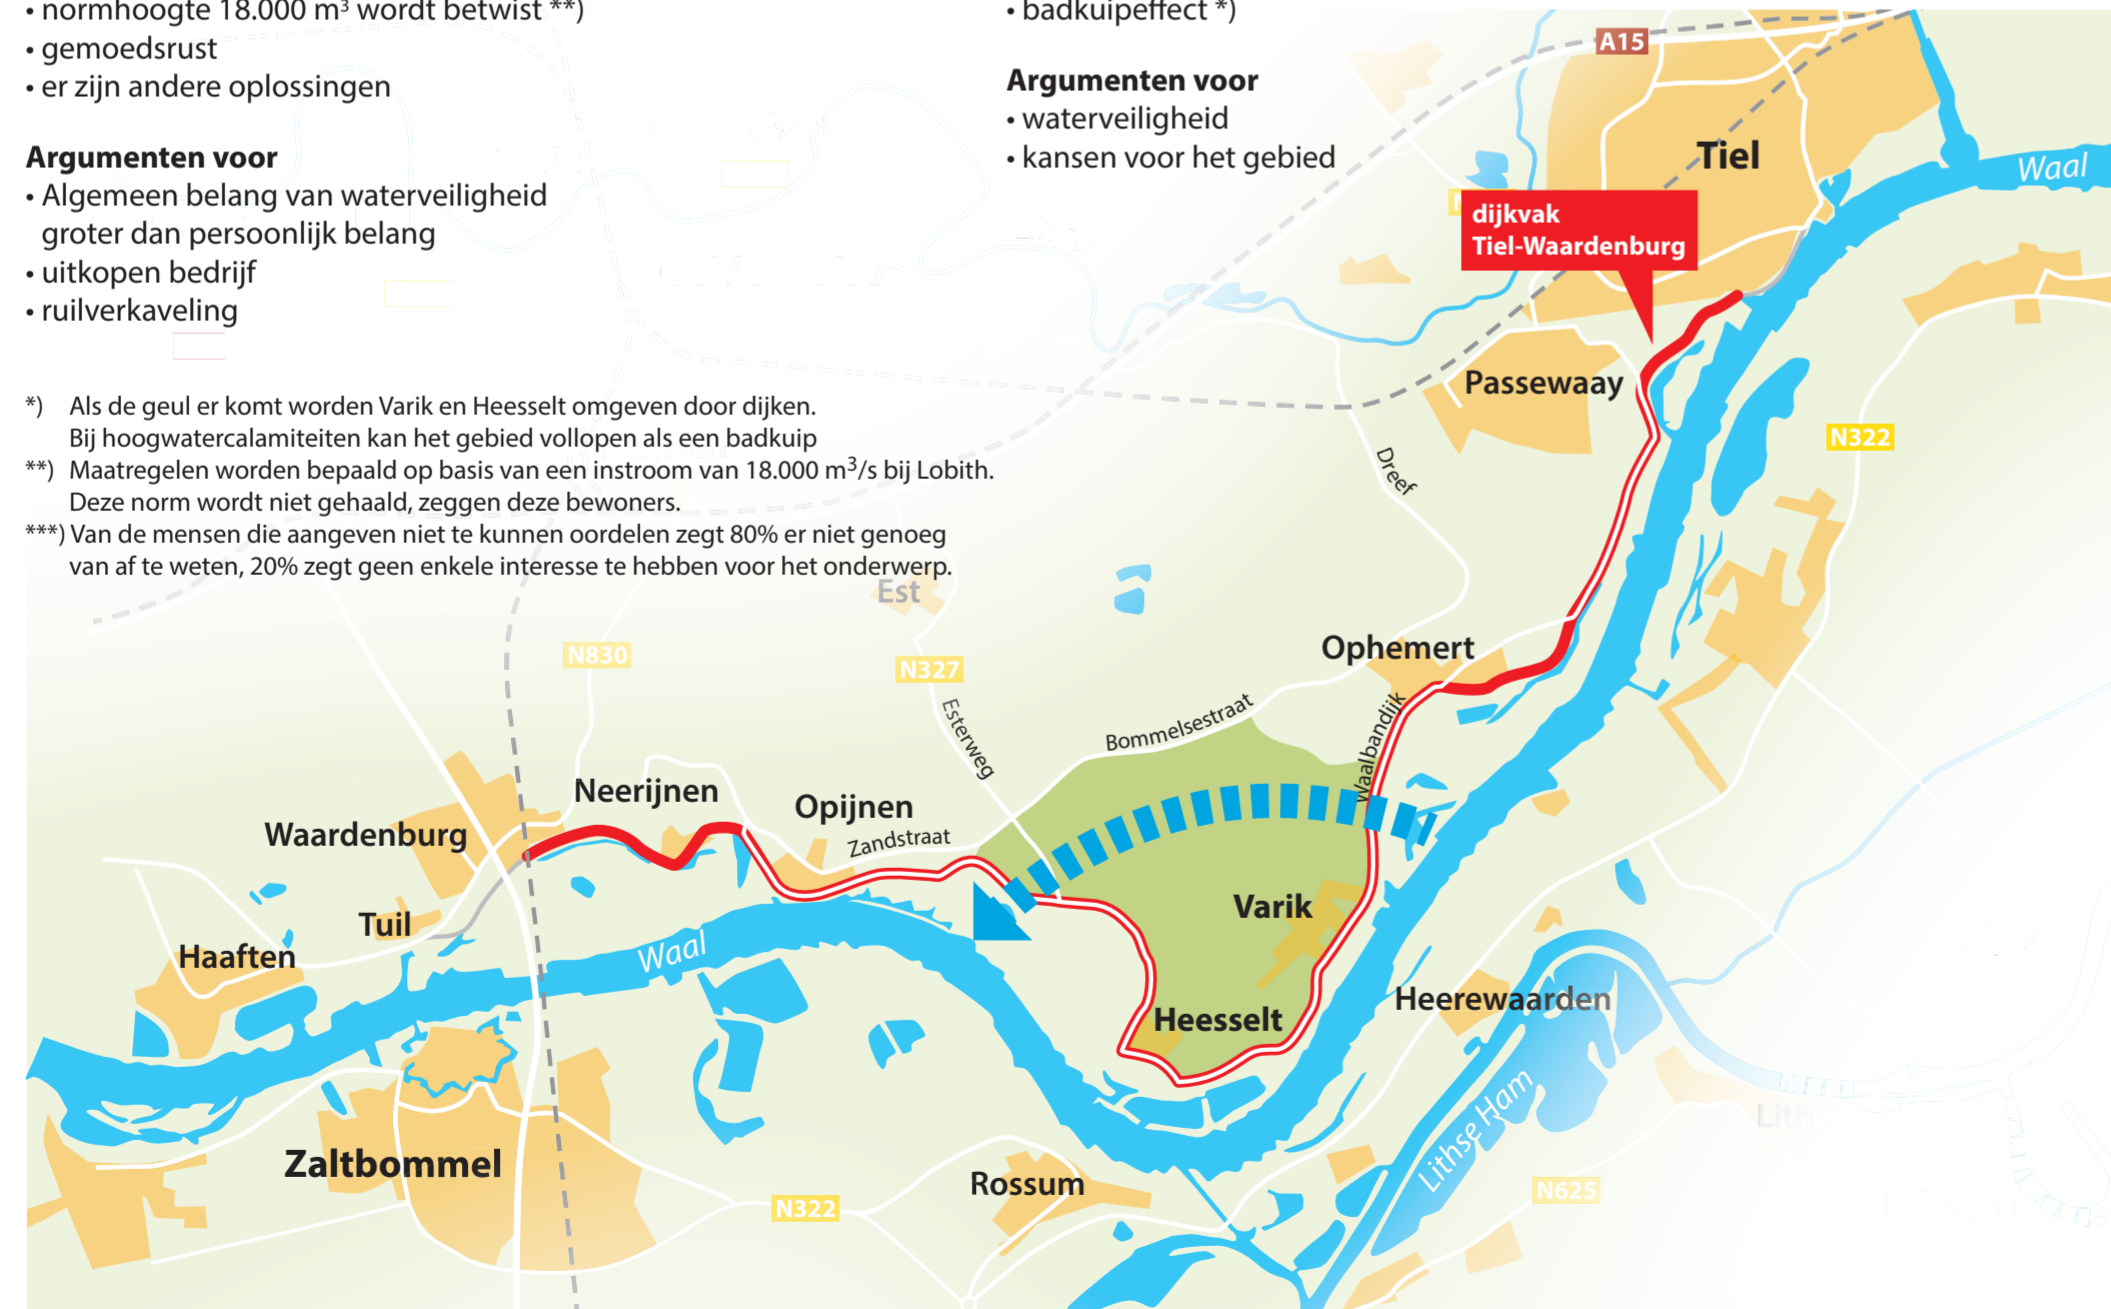 • normhoogte 18.000 m³ wordt betwist **)
• gemoedsrust
• er zijn andere oplossingen
Argumenten voor
• Algemeen belang van waterveiligheid
groter dan persoonlijk belang
• uitkopen bedrijf
• ruilverkaveling
• badkuipeffect *)
Argumenten voor
• waterveiligheid
• kansen voor het gebied
*) Als de geul er komt worden Varik en Heesselt omgeven door dijken.
Bij hoogwatercalamiteiten kan het gebied vollopen als een badkuip
**) Maatregelen worden bepaald op basis van een instroom van 18.000 m³/s bij Lobith.
Deze norm wordt niet gehaald, zeggen deze bewoners.
***) Van de mensen die aangeven niet te kunnen oordelen zegt 80% er niet genoeg
van af te weten, 20% zegt geen enkele interesse te hebben voor het onderwerp.
A15
Tiel
Waal
dijkvak
Tiel-Waardenburg
Passewaay
N322
Dreef
Est
Ophemert
N830
N327
Esterweg
Bommelsestraat
Waalbandijk
Neerijnen
Opijnen
Zandstraat
Waardenburg
Varik
Tuil
Haaften
Waal
Heerewaarden
Heesselt
Lithse Ham
Lith
Zaltbommel
Rossum
N322
N625